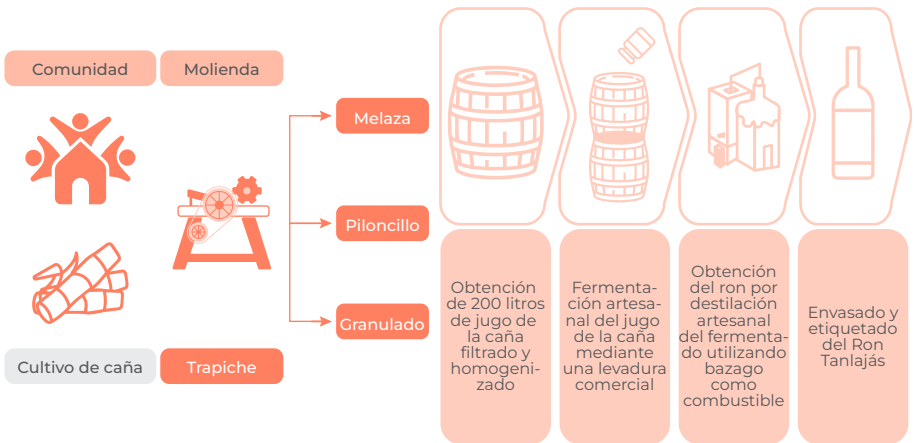 Comunidad
Molienda
Cultivo de caña
Trapiche
Melaza
Piloncillo
Granulado
Obtención
de 200 litros
de jugo de
la caña
filtrado y
homogeni-
zado
Fermenta-
ción artesa-
nal del jugo
de la caña
mediante
una levadura
comercial
Obtención
del ron por
destilación
artesanal
del fermenta-
do utilizando
bazago
como
combustible
Envasado y
etiquetado
del Ron
Tanlajás